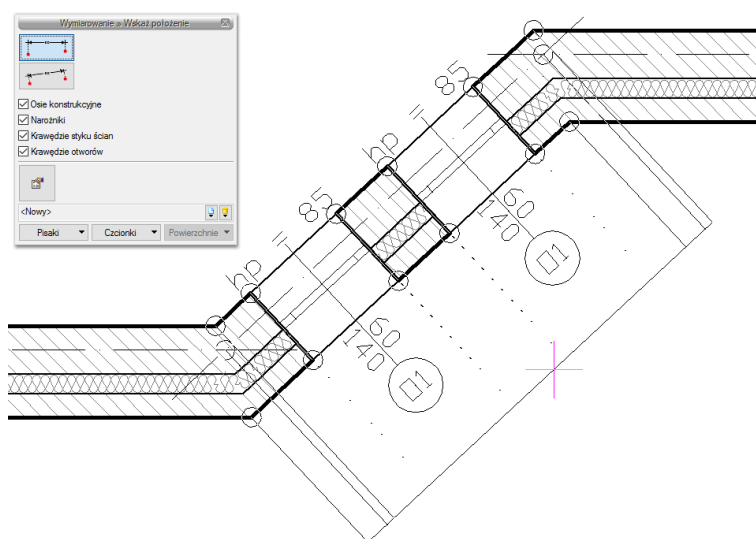 Wymiarowanie » Wskaż położenie
Osie konstrukcyjne
Narożniki
Krawędzie styku ścian
Krawędzie otworów
<Nowy>
Pisaki
Czcionki
Powierzchnie
85
hp
85
hp
60
140
O1
60
140
O1